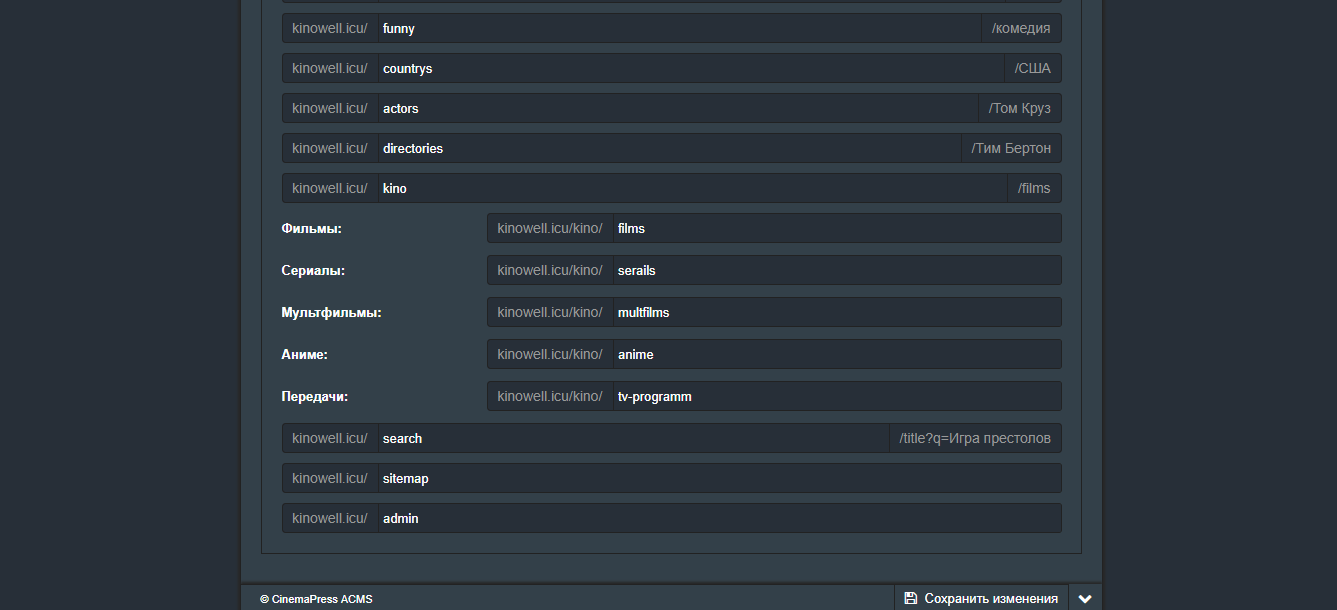 kinowell.icu/ funny /комедия
kinowell.icu/ countrys /США
kinowell.icu/ actors /Том Круз
kinowell.icu/ directories /Тим Бертон
kinowell.icu/ kino /films
Фильмы: kinowell.icu/kino/ films
Сериалы: kinowell.icu/kino/ serails
Мультфильмы: kinowell.icu/kino/ multfilms
Аниме: kinowell.icu/kino/ anime
Передачи: kinowell.icu/kino/ tv-programm
kinowell.icu/ search /title?q=Игра престолов
kinowell.icu/ sitemap
kinowell.icu/ admin
© CinemaPress ACMS Сохранить изменения